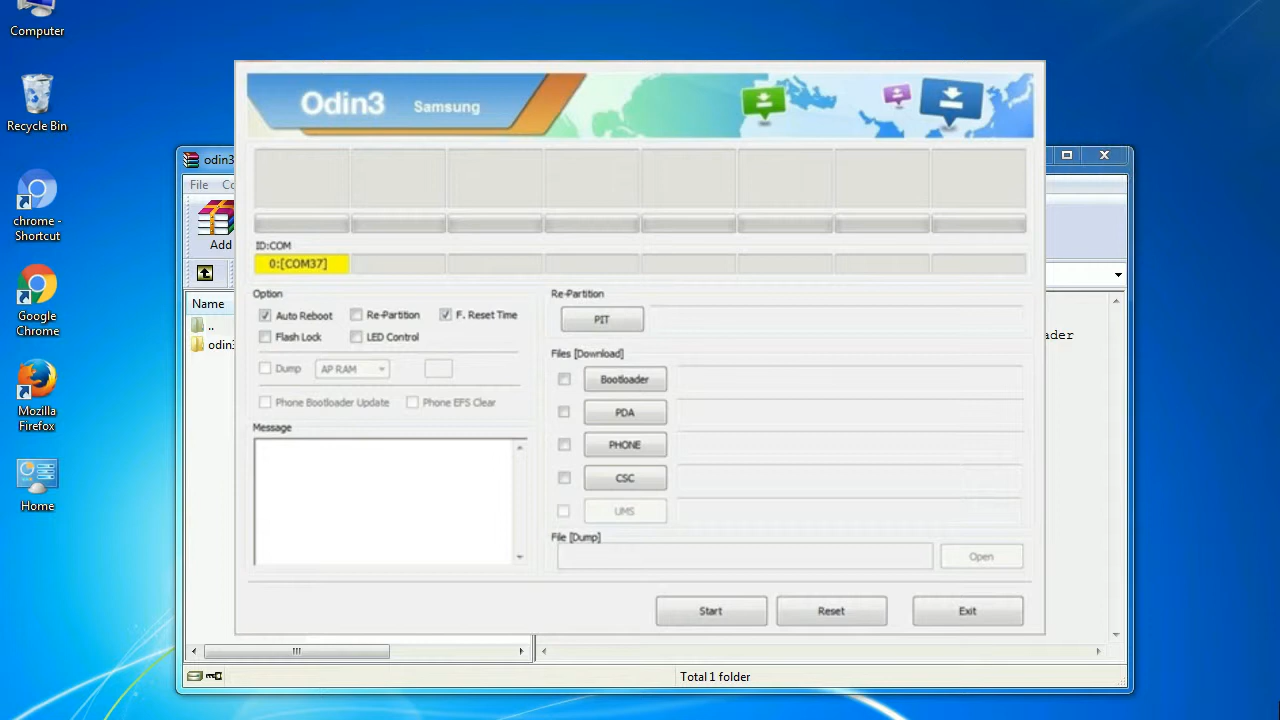 Computer
Recycle Bin
chrome -
Shortcut
Google
Chrome
Mozilla
Firefox
Home
odin3
File
Add
Name
..
odin3
Total 1 folder
Odin3 Samsung
ID:COM
0:[COM37]
Option
Auto Reboot Re-Partition F. Reset Time
Flash Lock LED Control
Dump AP RAM
Phone Bootloader Update Phone EFS Clear
Message
Re-Partition
PIT
Files [Download]
Bootloader
PDA
PHONE
CSC
UMS
File [Dump]
Open
Start Reset Exit